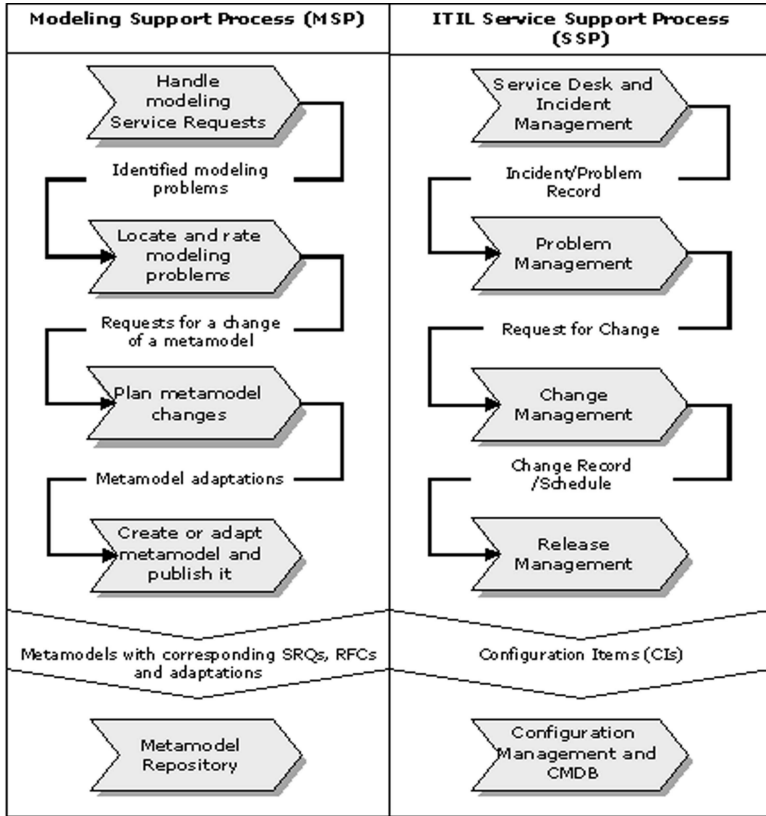 Modeling Support Process (MSP)
Handle
modeling
Service Requests
Identified modeling
problems
Locate and rate
modeling
problems
Requests for a change
of a metamodel
Plan metamodel
changes
Metamodel adaptations
Create or adapt
metamodel and
publish it
Metamodels with corresponding SRQs, RFCs
and adaptations
Metamodel
Repository
ITIL Service Support Process
(SSP)
Service Desk and
Incident
Management
Incident/Problem
Record
Problem
Management
Request for Change
Change
Management
Change Record
/Schedule
Release
Management
Configuration Items (CIs)
Configuration
Management and
CMDB